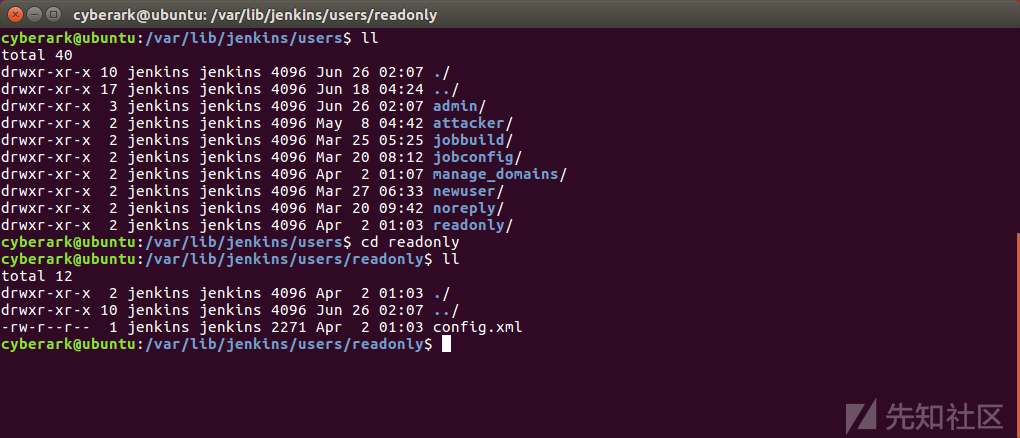 cyberark@ubuntu: /var/lib/jenkins/users/readonly
cyberark@ubuntu:/var/lib/jenkins/users$ ll
total 40
drwxr-xr-x 10 jenkins jenkins 4096 Jun 26 02:07 ./
drwxr-xr-x 17 jenkins jenkins 4096 Jun 18 04:24 ../
drwxr-xr-x  3 jenkins jenkins 4096 Jun 26 02:07 admin/
drwxr-xr-x  2 jenkins jenkins 4096 May  8 04:42 attacker/
drwxr-xr-x  2 jenkins jenkins 4096 Mar 25 05:25 jobbuild/
drwxr-xr-x  2 jenkins jenkins 4096 Mar 20 08:12 jobconfig/
drwxr-xr-x  2 jenkins jenkins 4096 Apr  2 01:07 manage_domains/
drwxr-xr-x  2 jenkins jenkins 4096 Mar 27 06:33 newuser/
drwxr-xr-x  2 jenkins jenkins 4096 Mar 20 09:42 noreply/
drwxr-xr-x  2 jenkins jenkins 4096 Apr  2 01:03 readonly/
cyberark@ubuntu:/var/lib/jenkins/users$ cd readonly
cyberark@ubuntu:/var/lib/jenkins/users/readonly$ ll
total 12
drwxr-xr-x  2 jenkins jenkins 4096 Apr  2 01:03 ./
drwxr-xr-x 10 jenkins jenkins 4096 Jun 26 02:07 ../
-rw-r--r--  1 jenkins jenkins 2271 Apr  2 01:03 config.xml
cyberark@ubuntu:/var/lib/jenkins/users/readonly$
先知社区